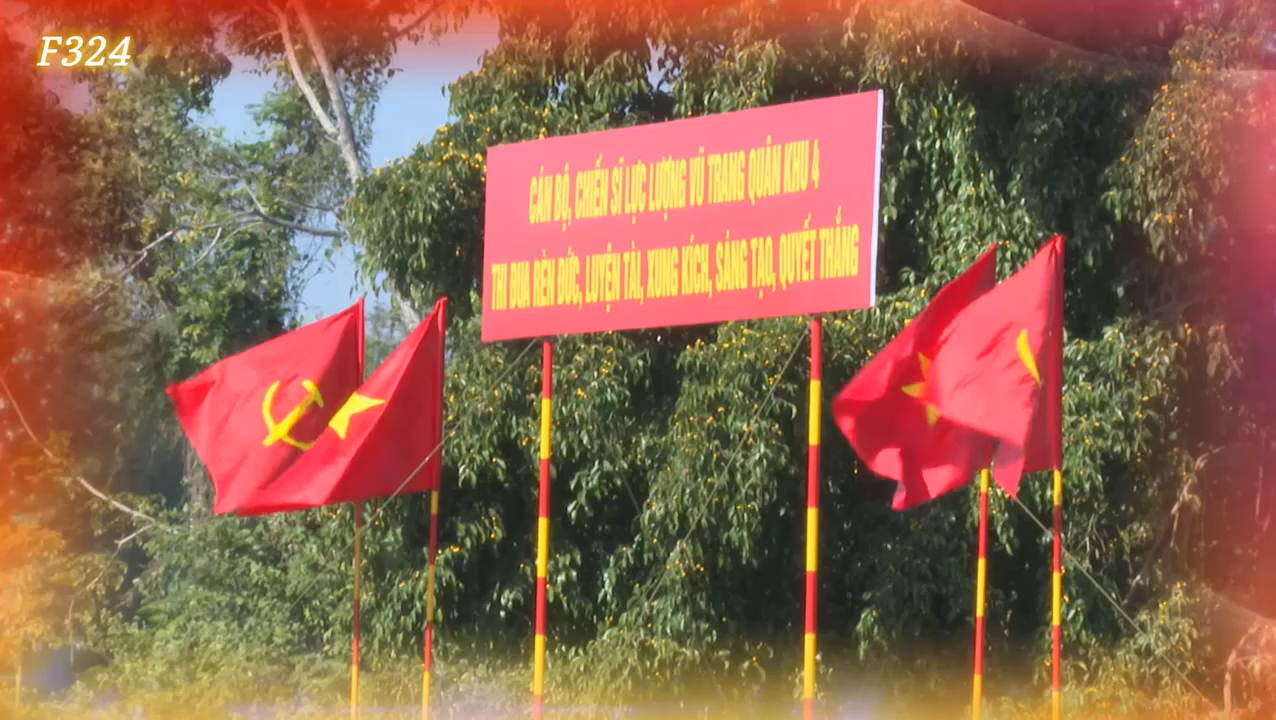 F324
CÁN BỘ, CHIẾN SĨ LỰC LƯỢNG VŨ TRANG QUÂN KHU 4
THI ĐUA RÈN ĐỨC, LUYỆN TÀI, XUNG KÍCH, SÁNG TẠO, QUYẾT THẮNG